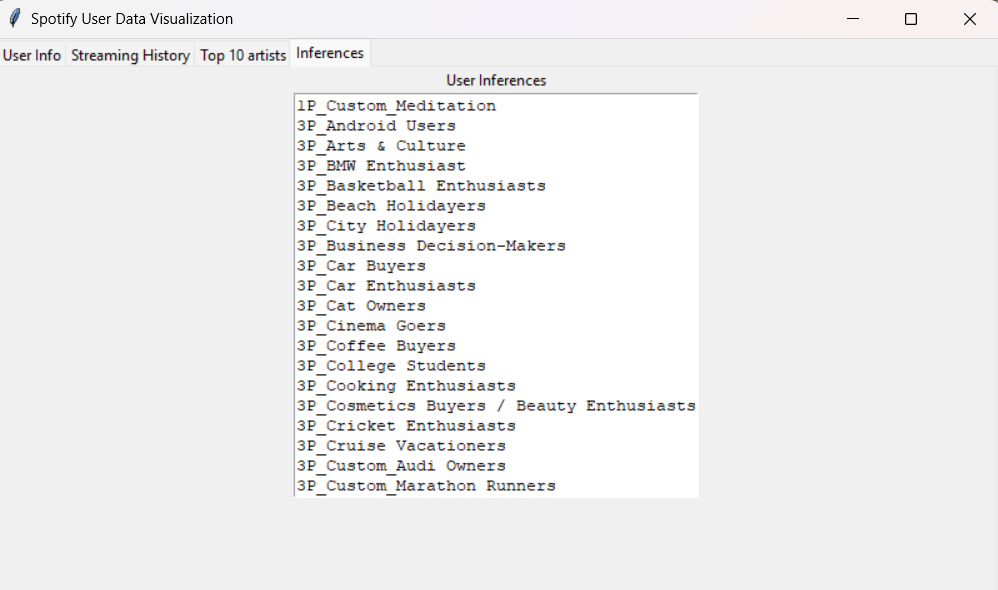 Spotify User Data Visualization
User Info Streaming History Top 10 artists Inferences
User Inferences
1P_Custom_Meditation
3P_Android Users
3P_Arts & Culture
3P_BMW Enthusiast
3P_Basketball Enthusiasts
3P_Beach Holidayers
3P_City Holidayers
3P_Business Decision-Makers
3P_Car Buyers
3P_Car Enthusiasts
3P_Cat Owners
3P_Cinema Goers
3P_Coffee Buyers
3P_College Students
3P_Cooking Enthusiasts
3P_Cosmetics Buyers / Beauty Enthusiasts
3P_Cricket Enthusiasts
3P_Cruise Vacationers
3P_Custom_Audi Owners
3P_Custom_Marathon Runners